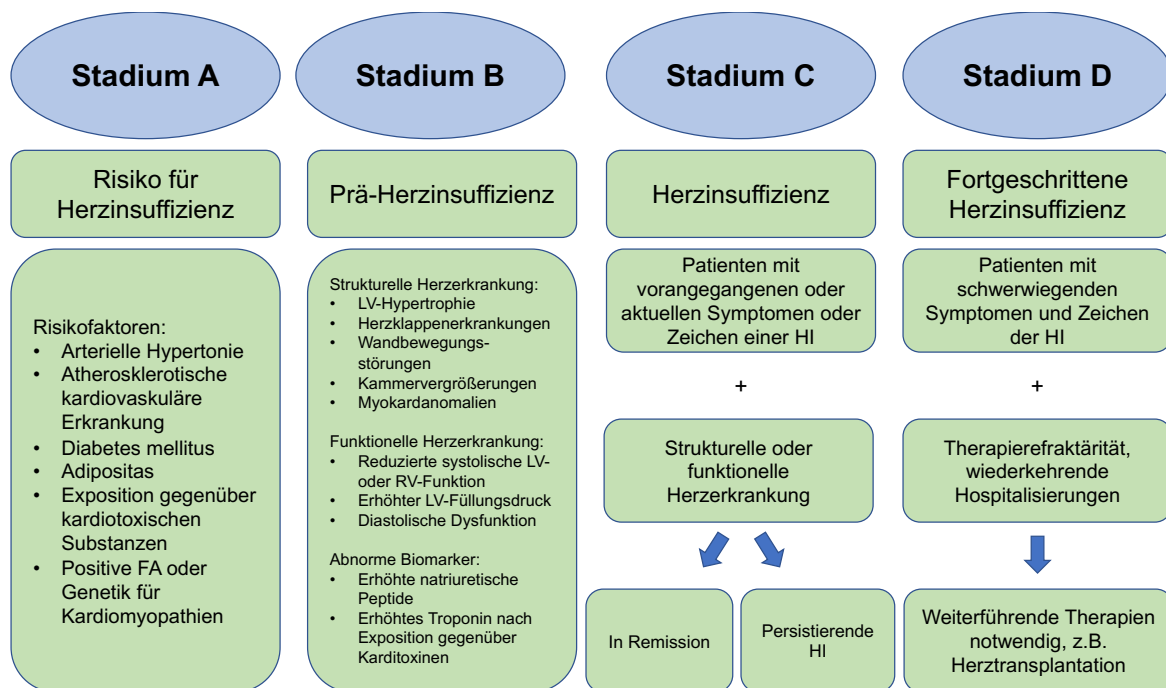 Stadium A
Stadium B
Stadium C
Stadium D
Risiko für
Herzinsuffizienz
Prä-Herzinsuffizienz
Herzinsuffizienz
Fortgeschrittene
Herzinsuffizienz
Risikofaktoren:
• Arterielle Hypertonie
• Atherosklerotische
kardiovaskuläre
Erkrankung
• Diabetes mellitus
• Adipositas
• Exposition gegenüber
kardiotoxischen
Substanzen
• Positive FA oder
Genetik für
Kardiomyopathien
Strukturelle Herzerkrankung:
• LV-Hypertrophie
• Herzklappenerkrankungen
• Wandbewegungs-
störungen
• Kammervergrößerungen
• Myokardanomalien
Funktionelle Herzerkrankung:
• Reduzierte systolische LV-
oder RV-Funktion
• Erhöhter LV-Füllungsdruck
• Diastolische Dysfunktion
Abnorme Biomarker:
• Erhöhte natriuretische
Peptide
• Erhöhtes Troponin nach
Exposition gegenüber
Karditoxinen
Patienten mit
vorangegangenen oder
aktuellen Symptomen oder
Zeichen einer HI
+
Strukturelle oder
funktionelle
Herzerkrankung
In Remission
Persistierende
HI
Patienten mit
schwerwiegenden
Symptomen und Zeichen
der HI
+
Therapierefraktärität,
wiederkehrende
Hospitalisierungen
Weiterführende Therapien
notwendig, z.B.
Herztransplantation